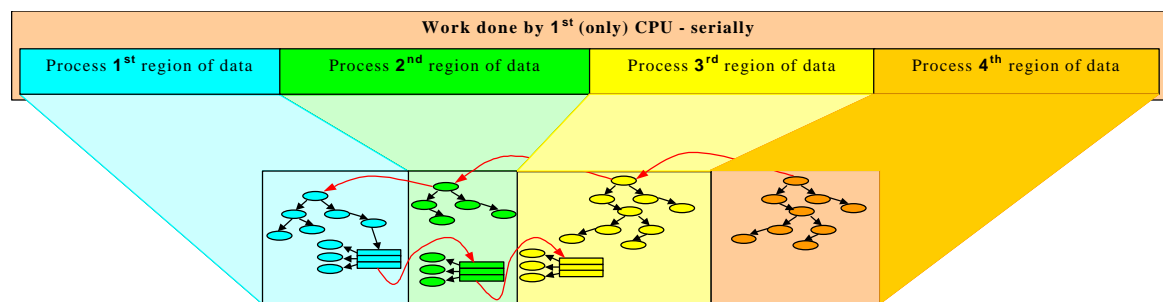 Work done by 1st (only) CPU - serially
Process 1st region of data
Process 2nd region of data
Process 3rd region of data
Process 4th region of data